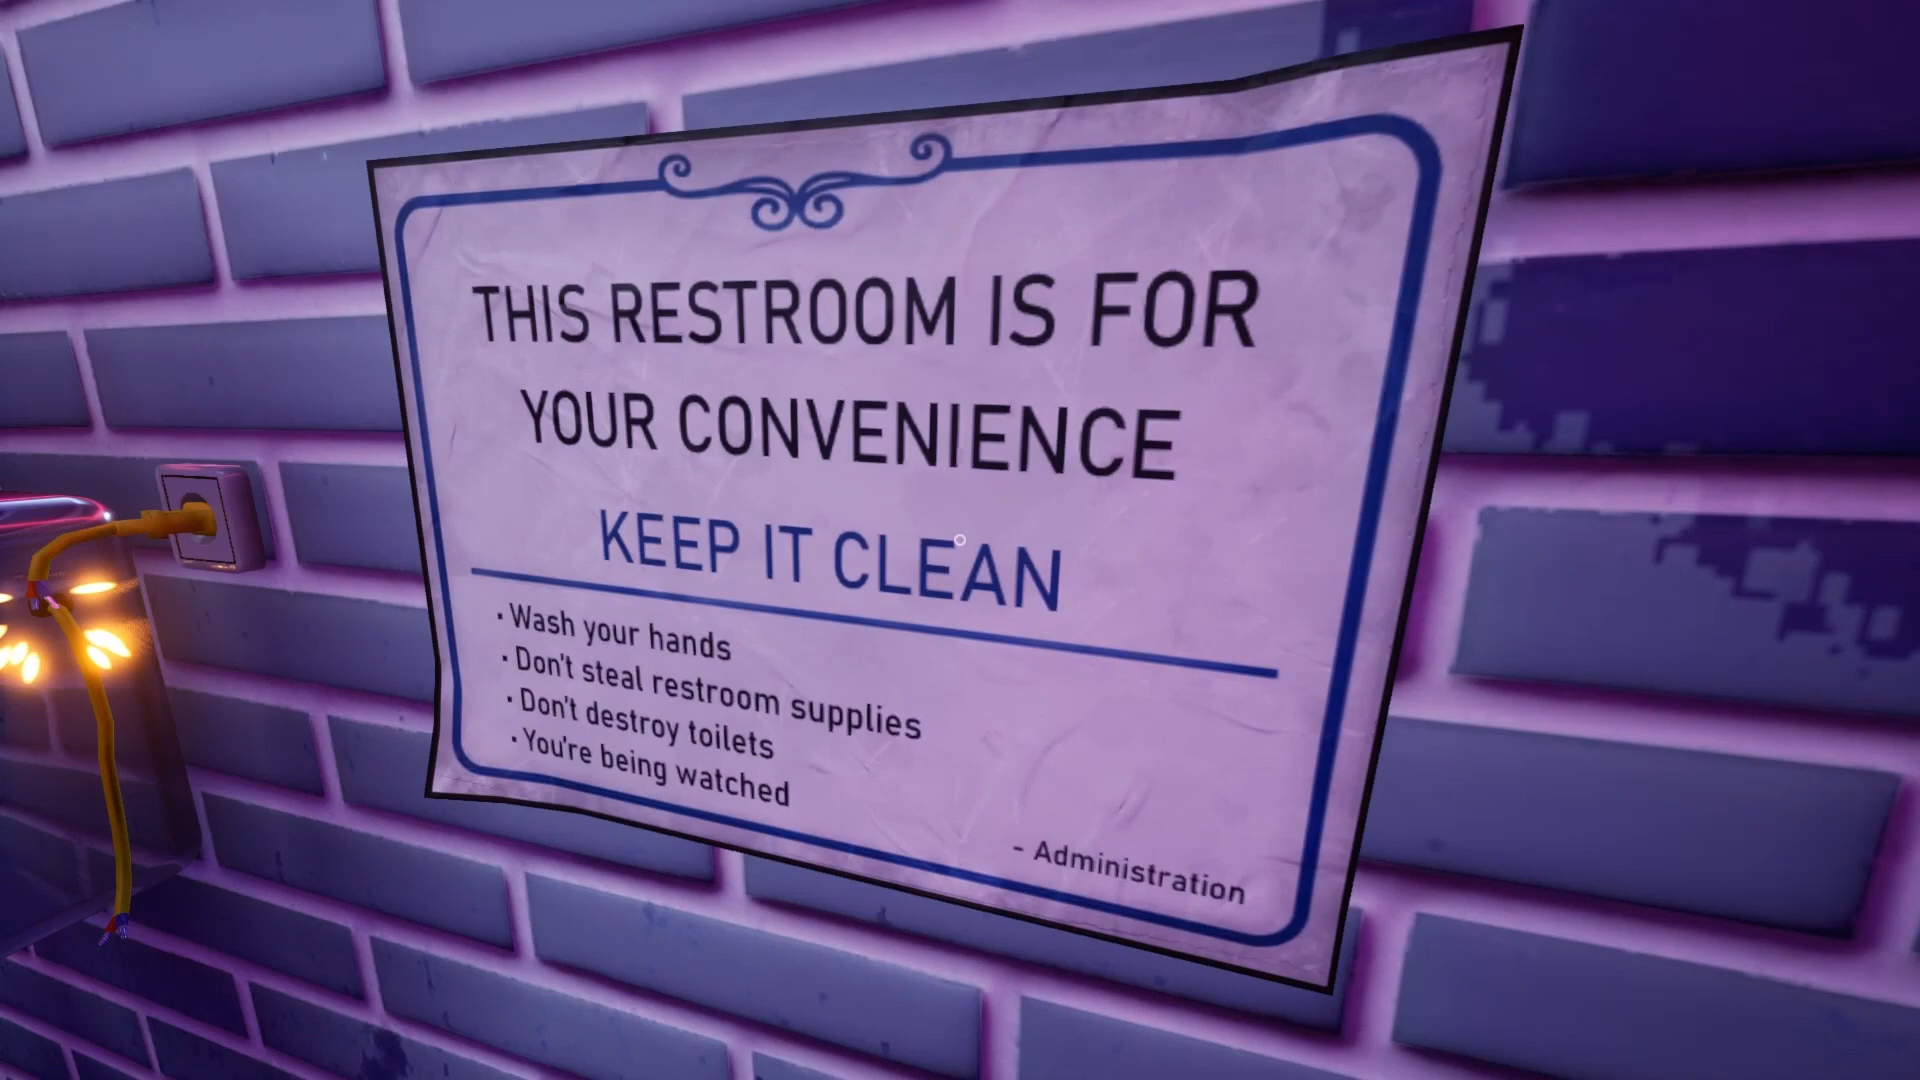 THIS RESTROOM IS FOR
YOUR CONVENIENCE
KEEP IT CLEAN
· Wash your hands
· Don't steal restroom supplies
· Don't destroy toilets
· You're being watched
- Administration